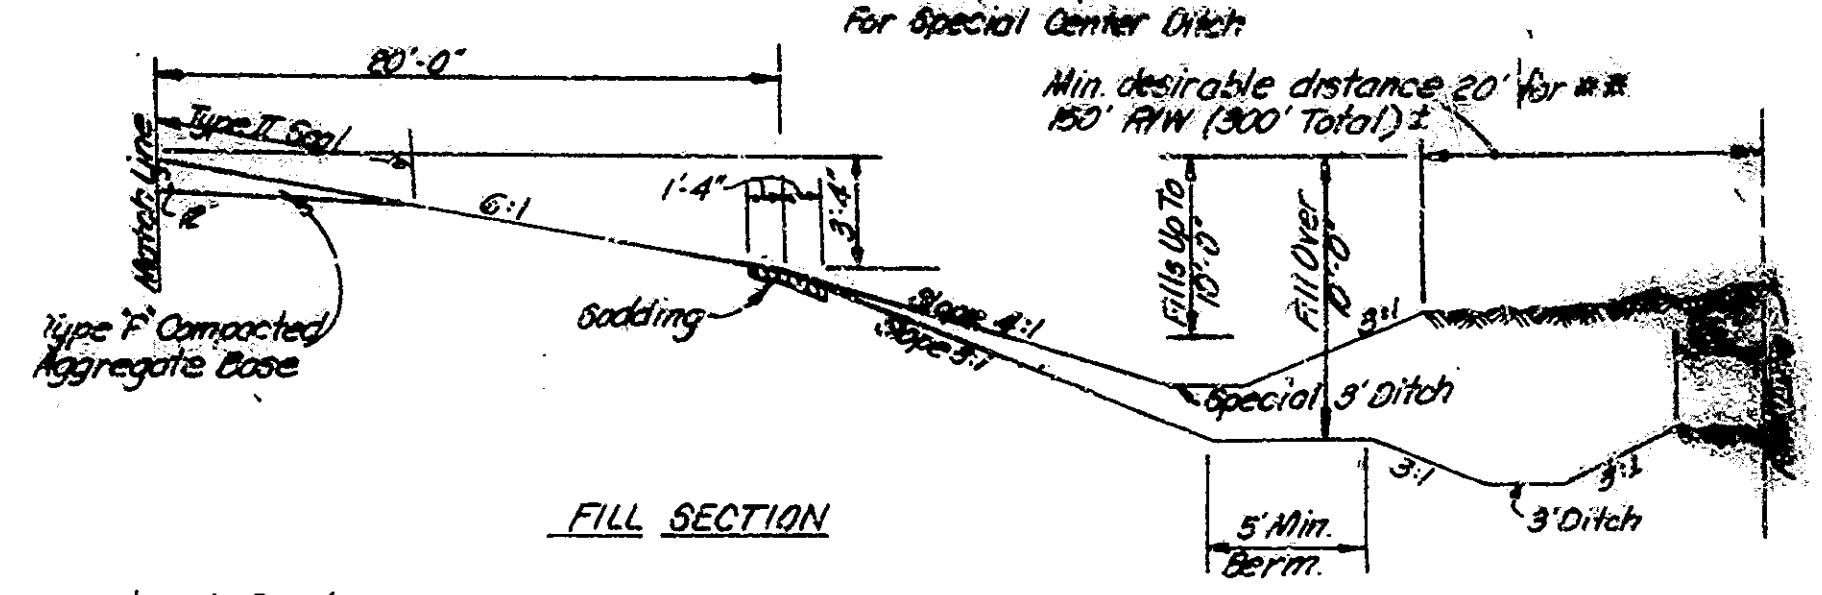 For Special Center Ditch
20'-0"
Min. desirable distance 20' for **
150' R/W (300' Total) ±
Type II Seal
Match Line
6:1
1'-4"
3'-4"
Fills Up To
10'-0"
Fill Over
10'-0"
3:1
Sodding
Slope 4:1
Slope 3:1
Type "F" Compacted
Aggregate Base
Special 3' Ditch
3:1
3:1
3' Ditch
FILL SECTION
5' Min.
Berm.